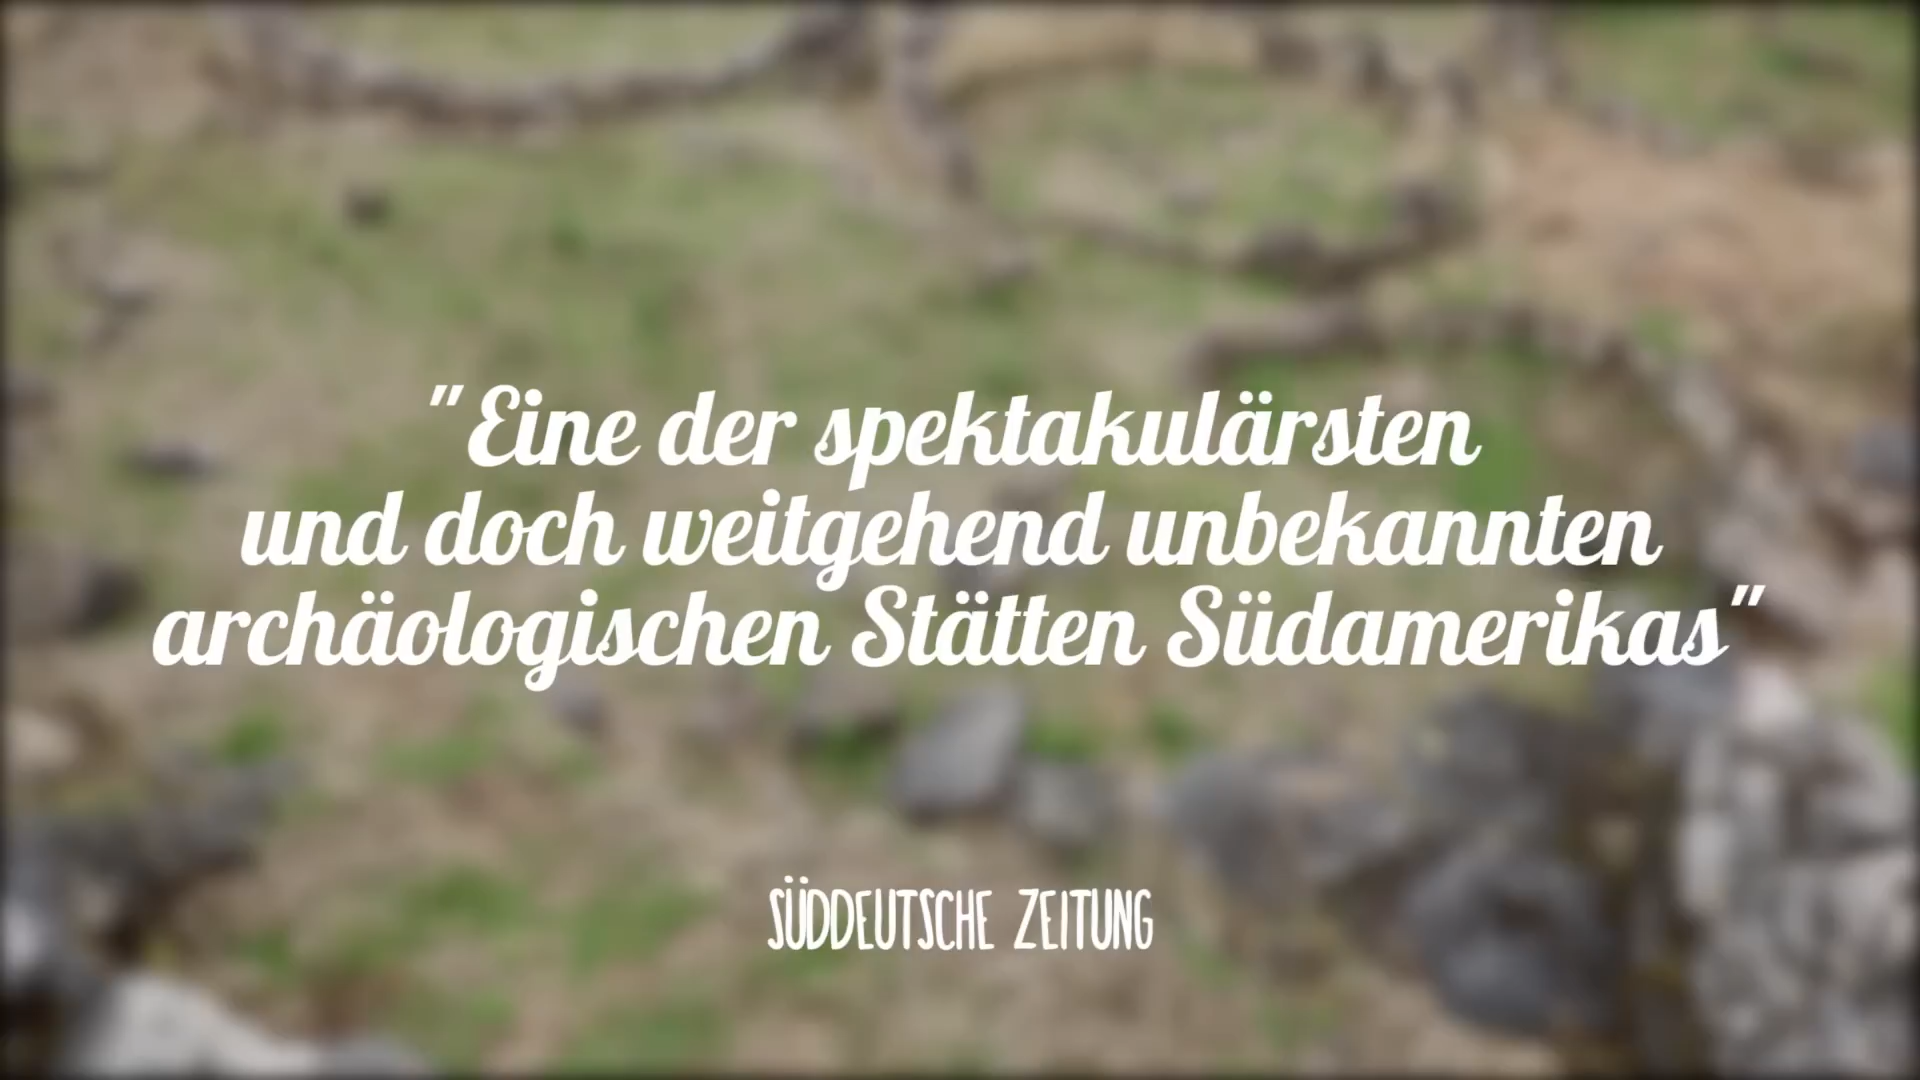 "Eine der spektakulärsten
und doch weitgehend unbekannten
archäologischen Stätten Südamerikas"
SÜDDEUTSCHE ZEITUNG